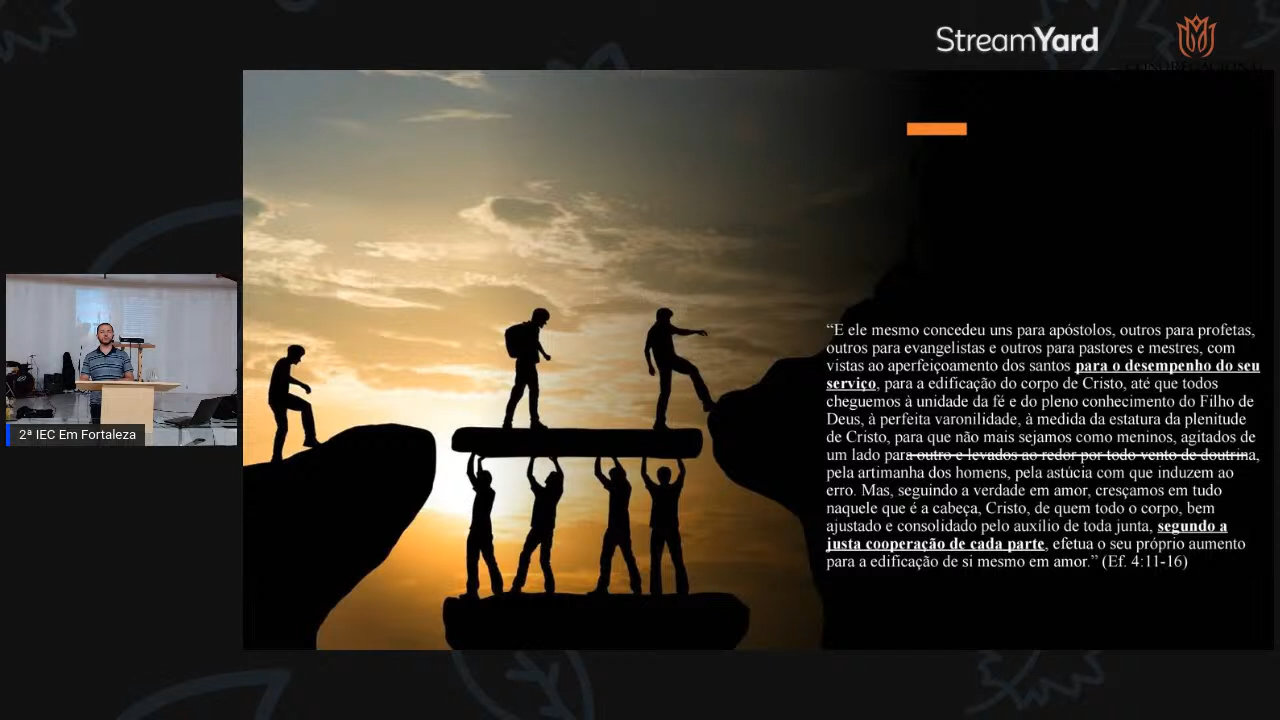 StreamYard
CONGREGACIONAL
“E ele mesmo concedeu uns para apóstolos, outros para profetas,
outros para evangelistas e outros para pastores e mestres, com
vistas ao aperfeiçoamento dos santos para o desempenho do seu
serviço, para a edificação do corpo de Cristo, até que todos
cheguemos à unidade da fé e do pleno conhecimento do Filho de
Deus, à perfeita varonilidade, à medida da estatura da plenitude
de Cristo, para que não mais sejamos como meninos, agitados de
um lado para outro e levados ao redor por todo vento de doutrina,
pela artimanha dos homens, pela astúcia com que induzem ao
erro. Mas, seguindo a verdade em amor, cresçamos em tudo
naquele que é a cabeça, Cristo, de quem todo o corpo, bem
ajustado e consolidado pelo auxílio de toda junta, segundo a
justa cooperação de cada parte, efetua o seu próprio aumento
para a edificação de si mesmo em amor.” (Ef. 4:11-16)
2ª IEC Em Fortaleza